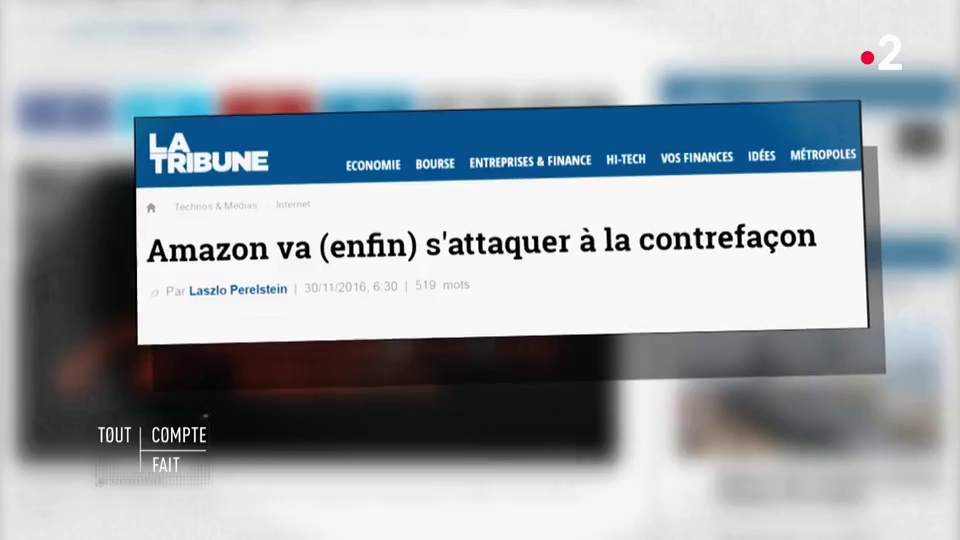 2
LA
TRIBUNE
ECONOMIE BOURSE ENTREPRISES & FINANCE HI-TECH VOS FINANCES IDÉES MÉTROPOLES
Technos & Medias Internet
Amazon va (enfin) s'attaquer à la contrefaçon
Par Laszlo Perelstein | 30/11/2016, 6:30 | 519 mots
TOUT COMPTE
FAIT